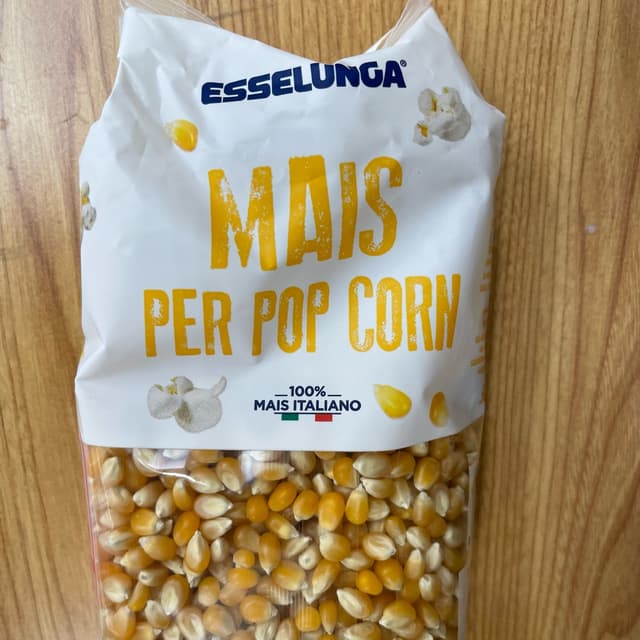 ESSELUNGA®
MAIS
PER POP CORN
100%
MAIS ITALIANO